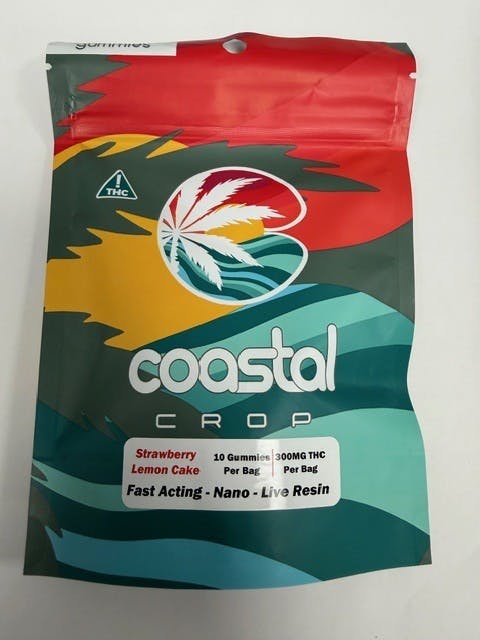 gummies
!
THC
coastal
CROP
Strawberry
Lemon Cake
10 Gummies
Per Bag
300MG THC
Per Bag
Fast Acting - Nano - Live Resin